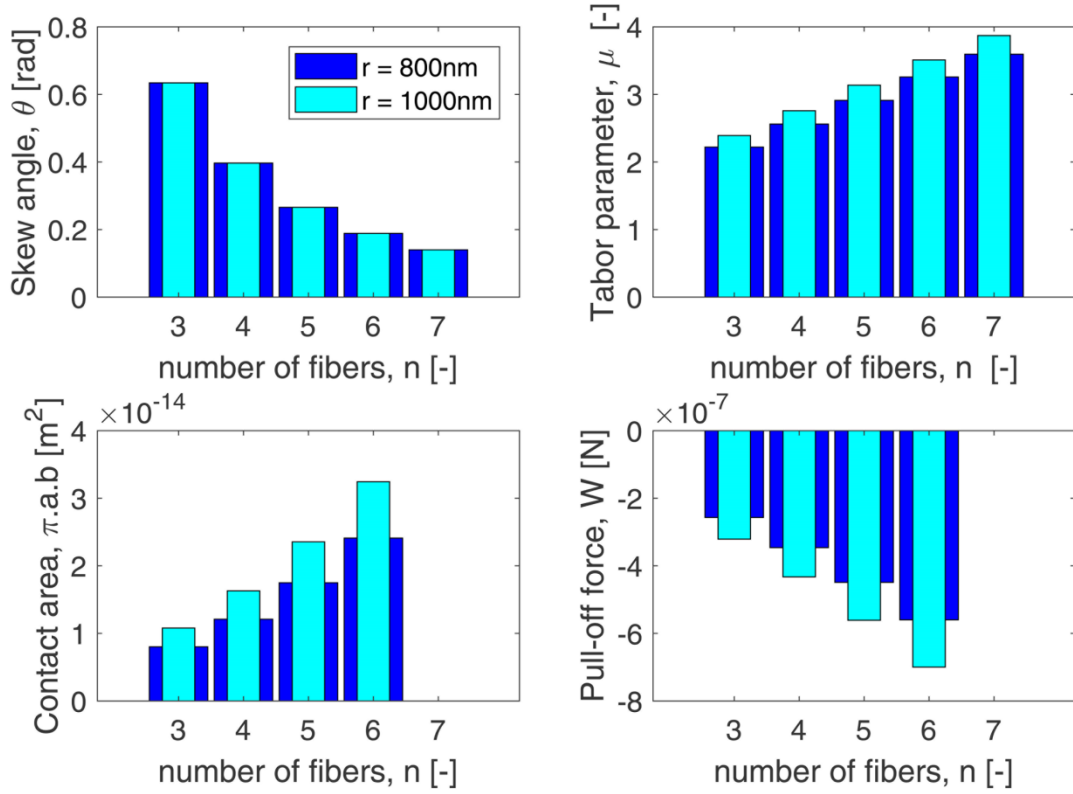 Skew angle, θ [rad]
0.8
0.6
0.4
0.2
0
r = 800nm
r = 1000nm
3 4 5 6 7
number of fibers, n [-]
Tabor parameter, μ [-]
4
3
2
1
0
3 4 5 6 7
number of fibers, n [-]
Contact area, π.a.b [m²]
×10⁻¹⁴
4
3
2
1
0
3 4 5 6 7
number of fibers, n [-]
Pull-off force, W [N]
×10⁻⁷
0
-2
-4
-6
-8
3 4 5 6 7
number of fibers, n [-]